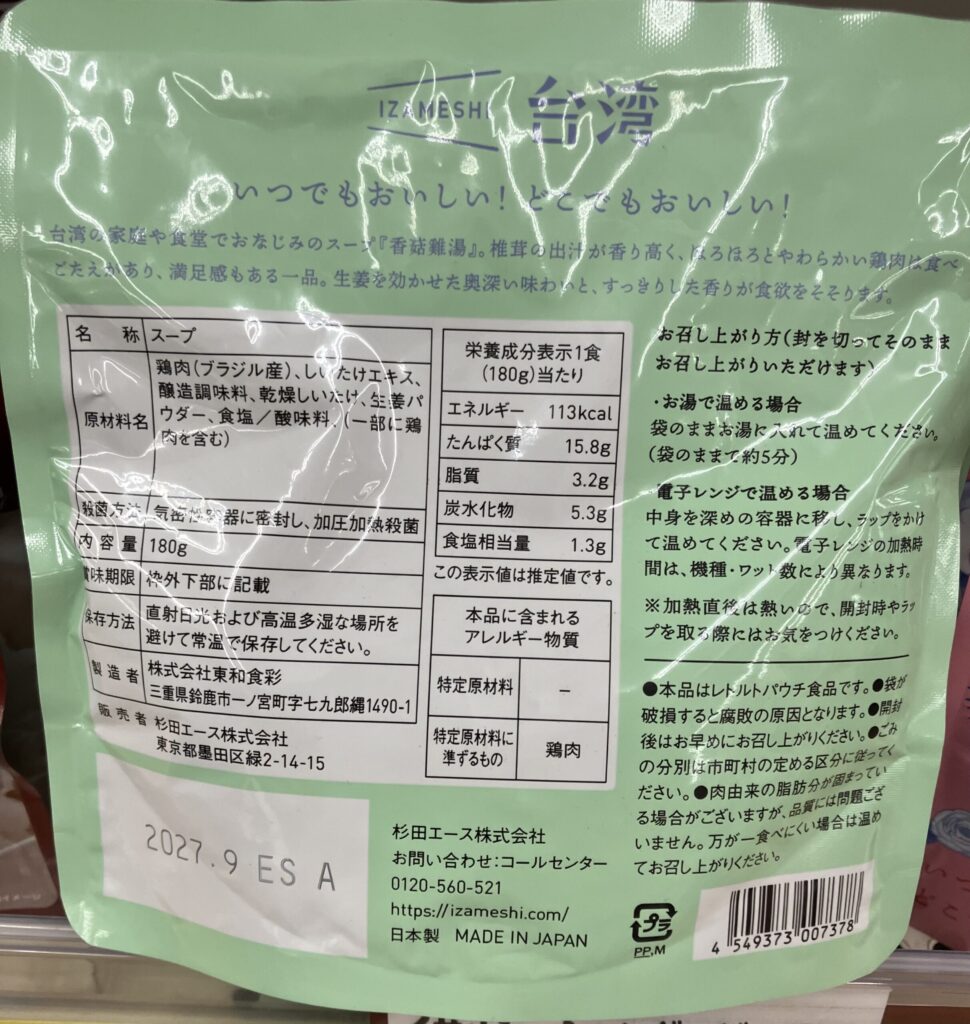 IZAMESHI 台湾
いつでもおいしい！どこでもおいしい！
台湾の家庭や食堂でおなじみのスープ『香菇雞湯』。椎茸の出汁が香り高く、ほろほろとやわらかい鶏肉は食べ
ごたえがあり、満足感もある一品。生姜を効かせた奥深い味わいと、すっきりした香りが食欲をそそります。
名称 スープ
原材料名 鶏肉(ブラジル産)、しいたけエキス、
醸造調味料、乾燥しいたけ、生姜パ
ウダー、食塩／酸味料、(一部に鶏
肉を含む)
殺菌方法 気密性容器に密封し、加圧加熱殺菌
内容量 180g
賞味期限 枠外下部に記載
保存方法 直射日光および高温多湿な場所を
避けて常温で保存してください。
製造者 株式会社東和食彩
三重県鈴鹿市一ノ宮町字七九郎縄1490-1
販売者 杉田エース株式会社
東京都墨田区緑2-14-15
2027.9 ES A
栄養成分表示1食
(180g)当たり
エネルギー 113kcal
たんぱく質 15.8g
脂質 3.2g
炭水化物 5.3g
食塩相当量 1.3g
この表示値は推定値です。
本品に含まれる
アレルギー物質
特定原材料 －
特定原材料に
準ずるもの 鶏肉
杉田エース株式会社
お問い合わせ:コールセンター
0120-560-521
https://izameshi.com/
日本製 MADE IN JAPAN
お召し上がり方(封を切ってそのまま
お召し上がりいただけます)
・お湯で温める場合
袋のままお湯に入れて温めてください。
(袋のままで約5分)
・電子レンジで温める場合
中身を深めの容器に移し、ラップをかけ
て温めてください。電子レンジの加熱時
間は、機種・ワット数により異なります。
※加熱直後は熱いので、開封時やラッ
プを取る際にはお気をつけください。
●本品はレトルトパウチ食品です。●袋が
破損すると腐敗の原因となります。●開封
後はお早めにお召し上がりください。●ごみ
の分別は市町村の定める区分に従ってく
ださい。●肉由来の脂肪分が固まってい
る場合がございますが、品質には問題ござ
いません。万が一食べにくい場合は温め
てお召し上がりください。
プラ
PP,M
4 549373 007378